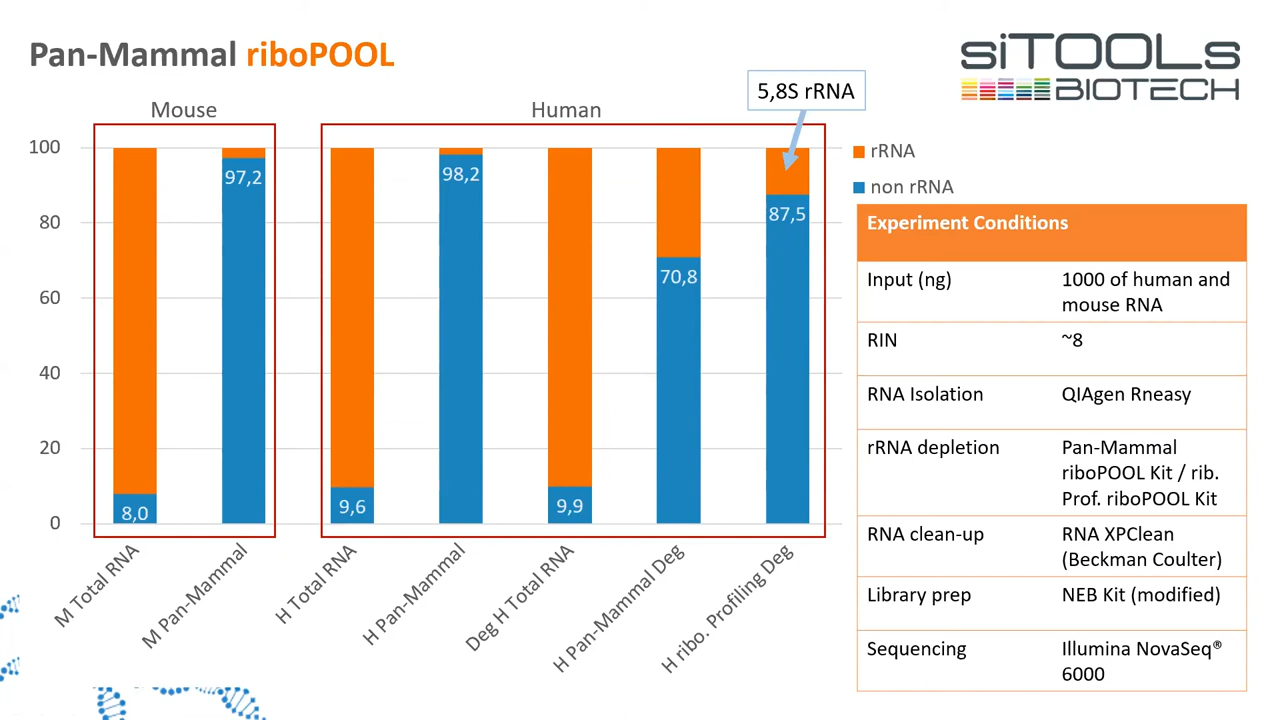 Pan-Mammal riboPOOL
siTOOLs
BIOTECH
5,8S rRNA
Mouse
Human
100
80
60
40
20
0
8,0
97,2
9,6
98,2
9,9
70,8
87,5
M Total RNA
M Pan-Mammal
H Total RNA
H Pan-Mammal
Deg H Total RNA
H Pan-Mammal Deg
H ribo. Profiling Deg
rRNA
non rRNA
Experiment Conditions
Input (ng)
1000 of human and
mouse RNA
RIN
~8
RNA Isolation
QIAgen Rneasy
rRNA depletion
Pan-Mammal
riboPOOL Kit / rib.
Prof. riboPOOL Kit
RNA clean-up
RNA XPClean
(Beckman Coulter)
Library prep
NEB Kit (modified)
Sequencing
Illumina NovaSeq®
6000